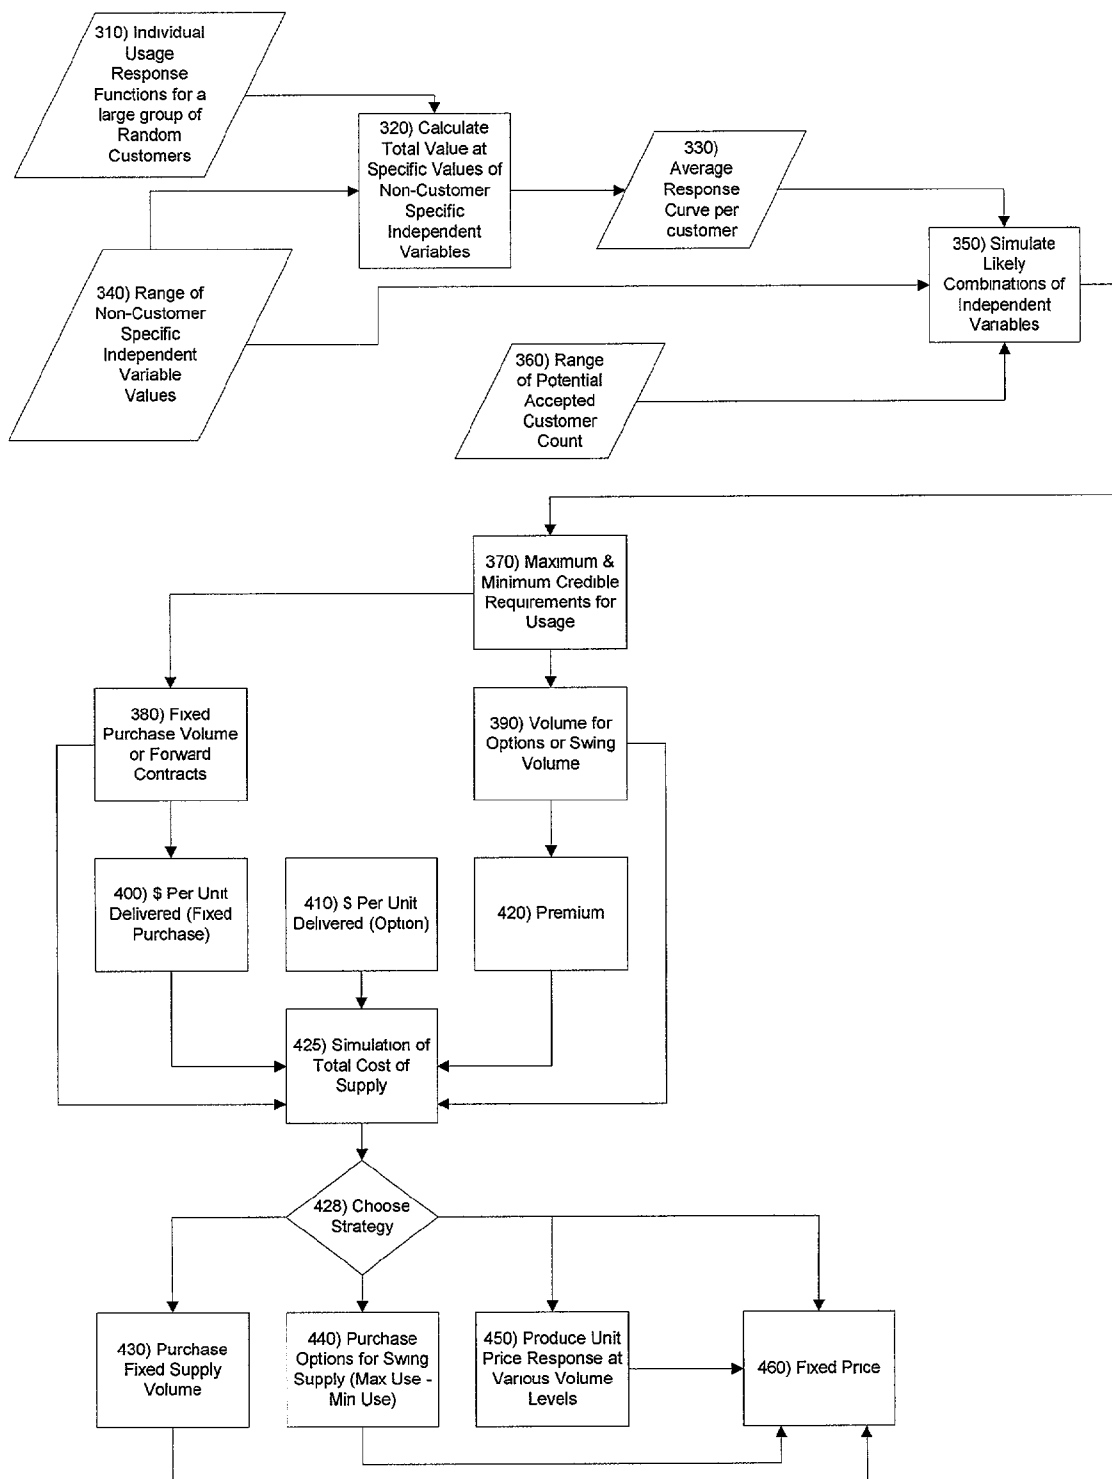 310) Individual
Usage
Response
Functions for a
large group of
Random
Customers
320) Calculate
Total Value at
Specific Values of
Non-Customer
Specific
Independent
Variables
330)
Average
Response
Curve per
customer
340) Range of
Non-Customer
Specific
Independent
Variable
Values
350) Simulate
Likely
Combinations of
Independent
Variables
360) Range
of Potential
Accepted
Customer
Count
370) Maximum &
Minimum Credible
Requirements for
Usage
380) Fixed
Purchase Volume
or Forward
Contracts
390) Volume for
Options or Swing
Volume
400) $ Per Unit
Delivered (Fixed
Purchase)
410) $ Per Unit
Delivered (Option)
420) Premium
425) Simulation of
Total Cost of
Supply
428) Choose
Strategy
430) Purchase
Fixed Supply
Volume
440) Purchase
Options for Swing
Supply (Max Use -
Min Use)
450) Produce Unit
Price Response at
Various Volume
Levels
460) Fixed Price